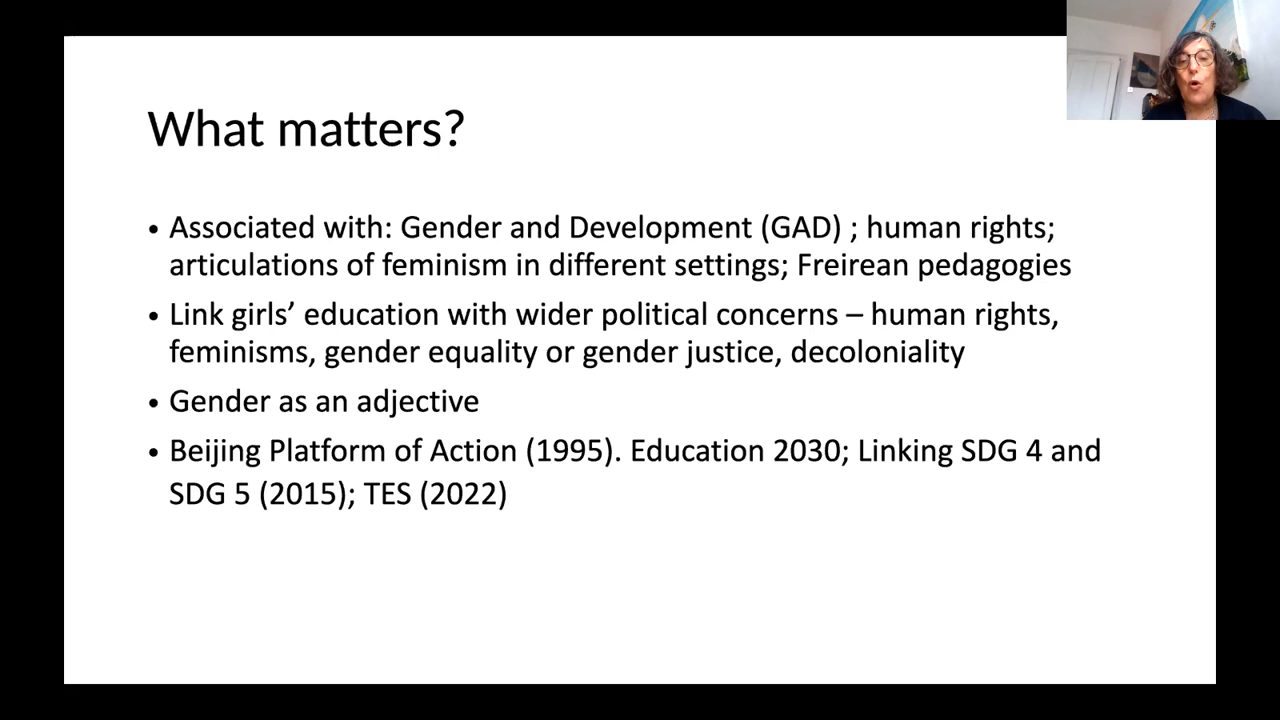 What matters?
• Associated with: Gender and Development (GAD) ; human rights;
articulations of feminism in different settings; Freirean pedagogies
• Link girls’ education with wider political concerns – human rights,
feminisms, gender equality or gender justice, decoloniality
• Gender as an adjective
• Beijing Platform of Action (1995). Education 2030; Linking SDG 4 and
SDG 5 (2015); TES (2022)